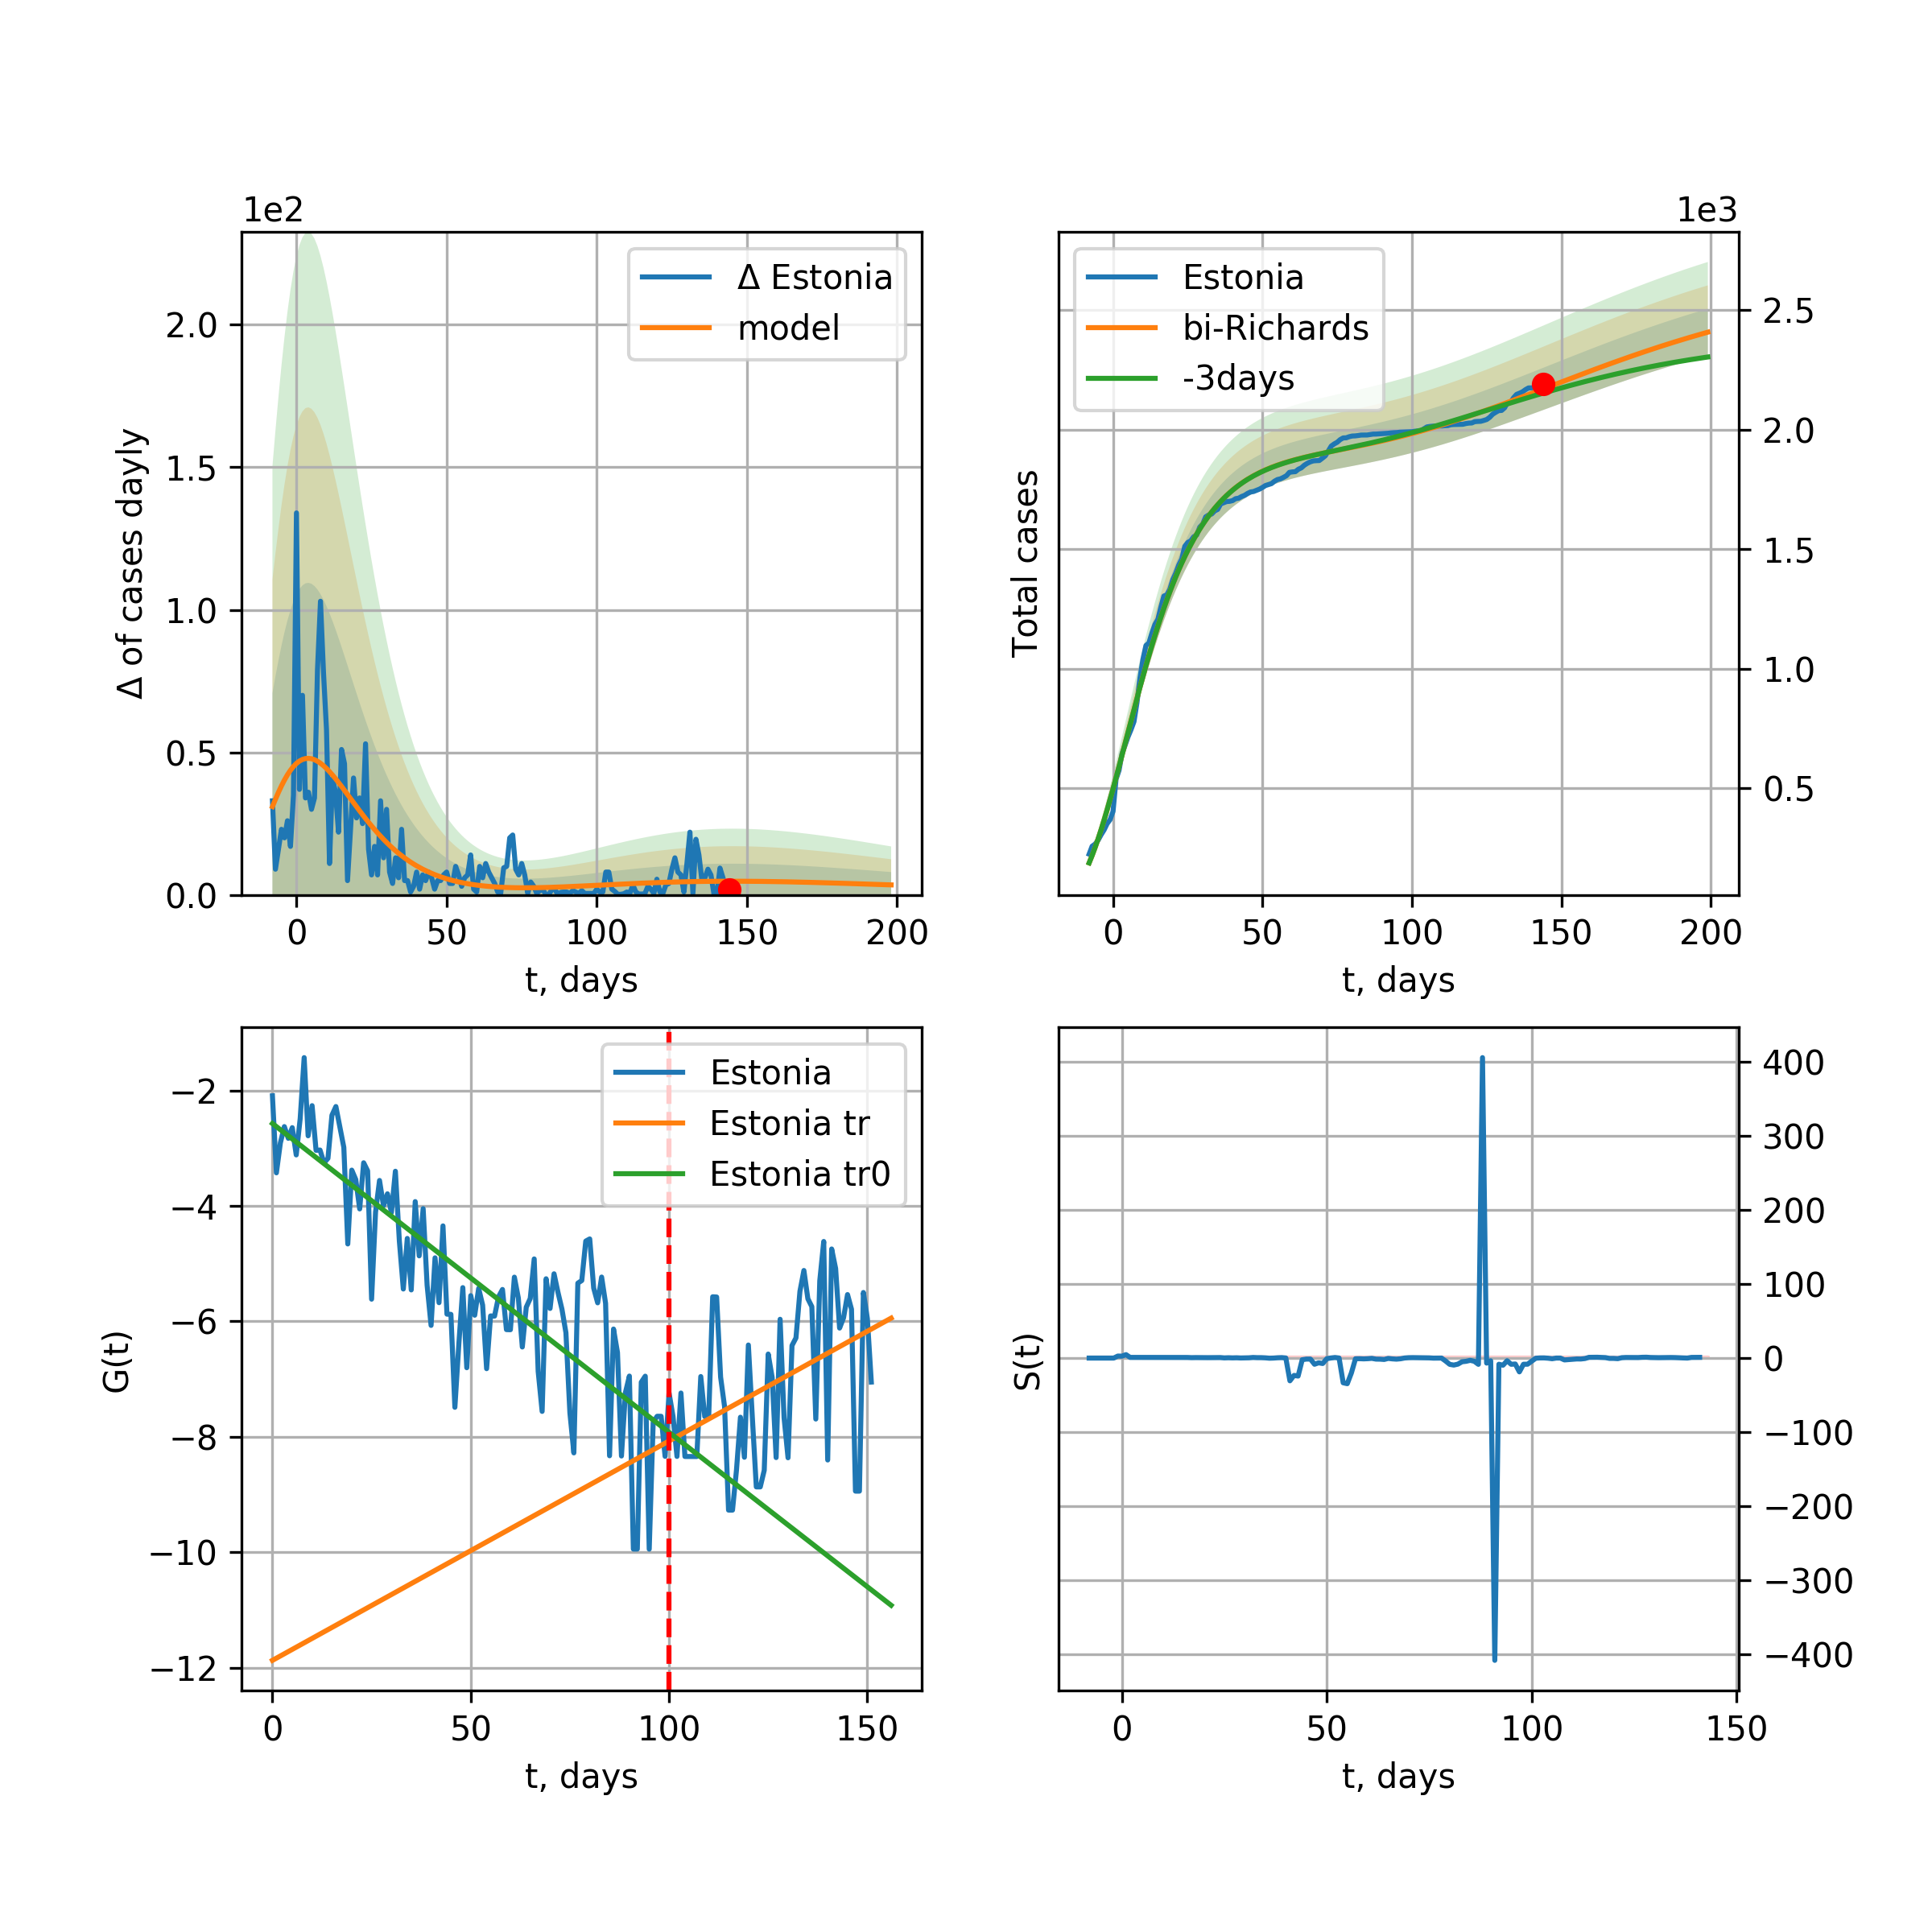 1e2
Δ Estonia
model
2.0
1.5
1.0
0.5
0.0
Δ of cases dayly
0 50 100 150 200
t, days
1e3
Estonia
bi-Richards
-3days
2.5
2.0
1.5
1.0
0.5
Total cases
0 50 100 150 200
t, days
Estonia
Estonia tr
Estonia tr0
−2
−4
−6
−8
−10
−12
G(t)
0 50 100 150
t, days
400
300
200
100
0
−100
−200
−300
−400
S(t)
0 50 100 150
t, days